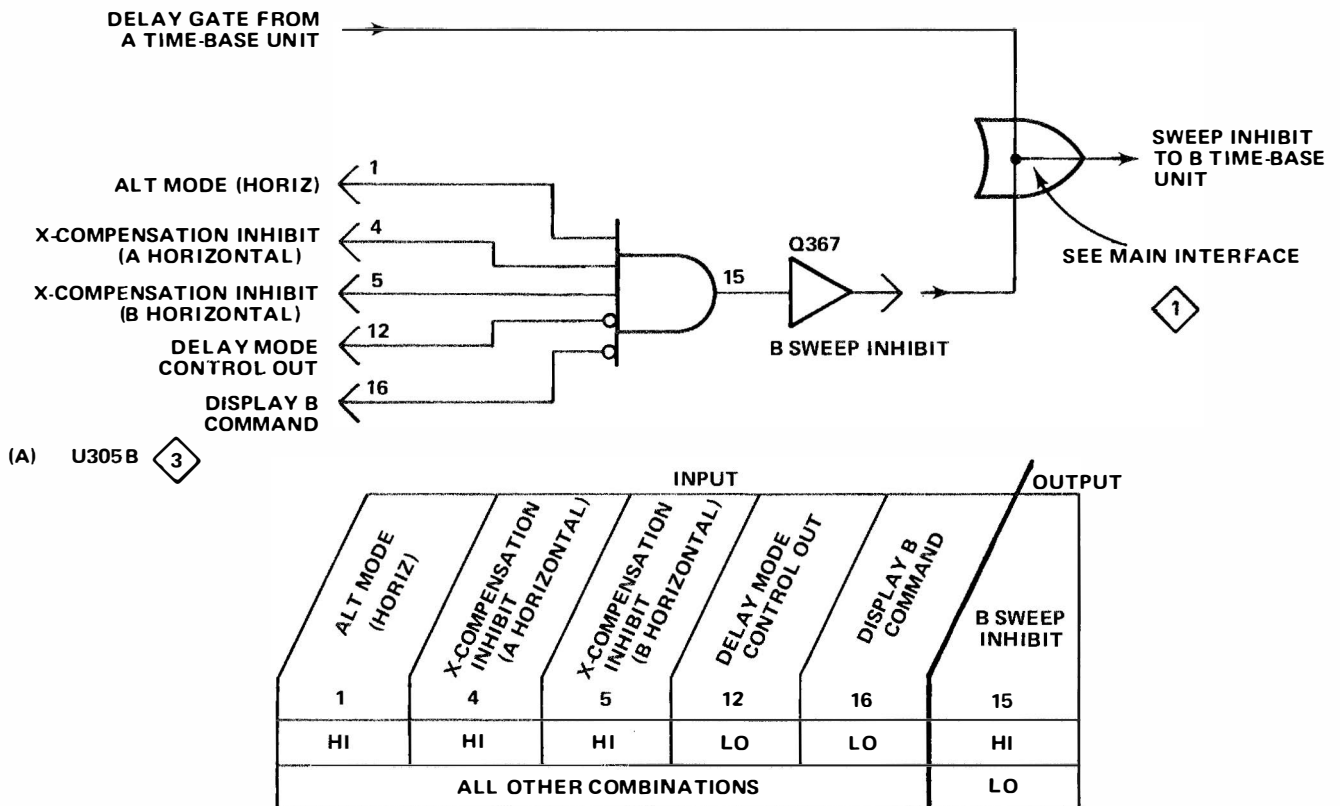 DELAY GATE FROM
A TIME-BASE UNIT
SWEEP INHIBIT
TO B TIME-BASE
UNIT
1
ALT MODE (HORIZ)
4
X-COMPENSATION INHIBIT
(A HORIZONTAL)
5
X-COMPENSATION INHIBIT
(B HORIZONTAL)
12
DELAY MODE
CONTROL OUT
16
DISPLAY B
COMMAND
15
Q367
B SWEEP INHIBIT
SEE MAIN INTERFACE
1
(A) U305B 3
INPUT
OUTPUT
ALT MODE
(HORIZ)
X-COMPENSATION
INHIBIT
(A HORIZONTAL)
X-COMPENSATION
INHIBIT
(B HORIZONTAL)
DELAY MODE
CONTROL OUT
DISPLAY B
COMMAND
B SWEEP
INHIBIT
1 4 5 12 16 15
HI HI HI LO LO HI
ALL OTHER COMBINATIONS LO